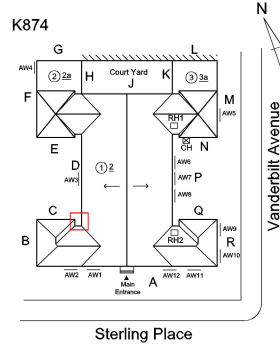 K874
N
G
L
AW4
2 2a
H
Court Yard
J
K
3 3a
F
M
RH1
AW5
E
CH
N
D
AW3
1 2
AW6
AW7
P
AW8
C
Q
B
RH2
AW9
R
AW10
AW2
AW1
A
AW12
AW11
Main
Entrance
Vanderbilt Avenue
Sterling Place